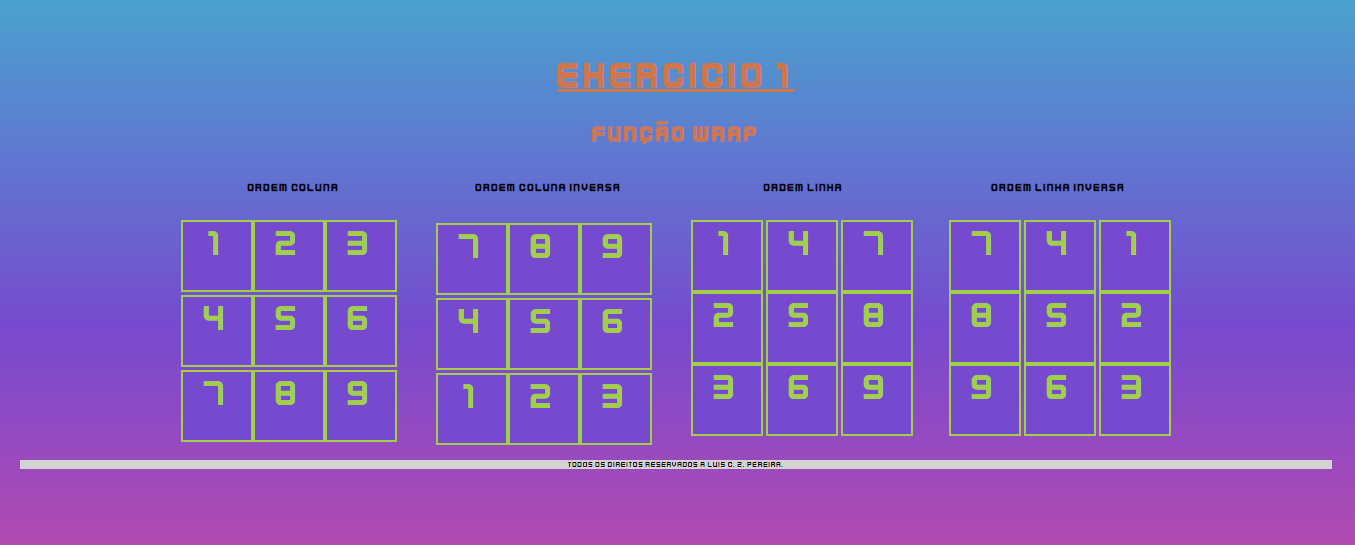 EXERCICIO 1
FUNÇÃO WRAP
ORDEM COLUNA
1 2 3
4 5 6
7 8 9
ORDEM COLUNA INVERSA
7 8 9
4 5 6
1 2 3
ORDEM LINHA
1 4 7
2 5 8
3 6 9
ORDEM LINHA INVERSA
7 4 1
8 5 2
9 6 3
TODOS OS DIREITOS RESERVADOS A LUIS C. Z. PEREIRA.